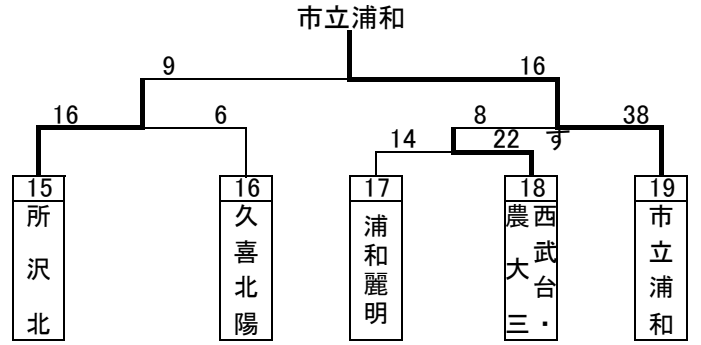 市立浦和
9 16
16 6 8 38
14 22 す
15 16 17 18 19
所沢北
久喜北陽
浦和麗明
西武台・
農大三
市立浦和